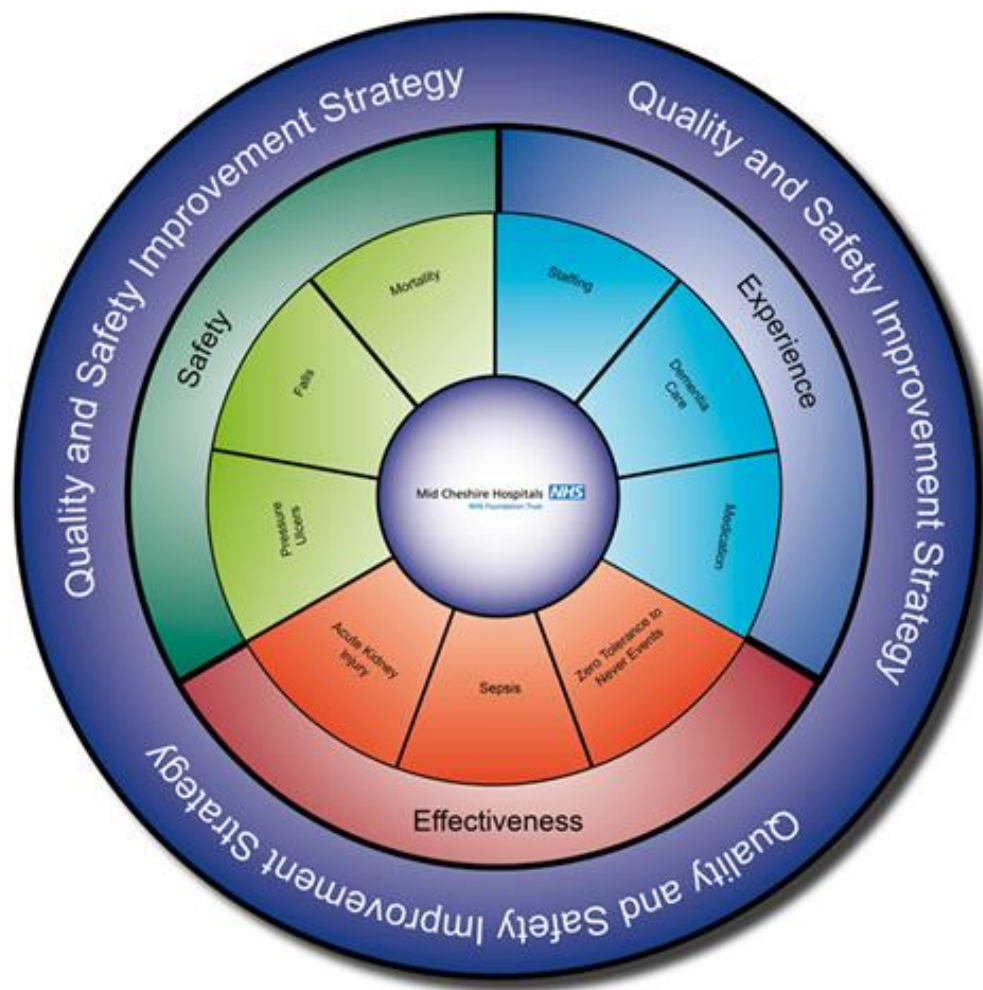 Quality and Safety Improvement Strategy
Quality and Safety Improvement Strategy
Quality and Safety Improvement Strategy
Safety
Experience
Effectiveness
Mortality
Falls
Pressure
Ulcers
Staffing
Dementia
Care
Medication
Acute Kidney
Injury
Sepsis
Zero Tolerance to
Never Events
Mid Cheshire Hospitals NHS
NHS Foundation Trust